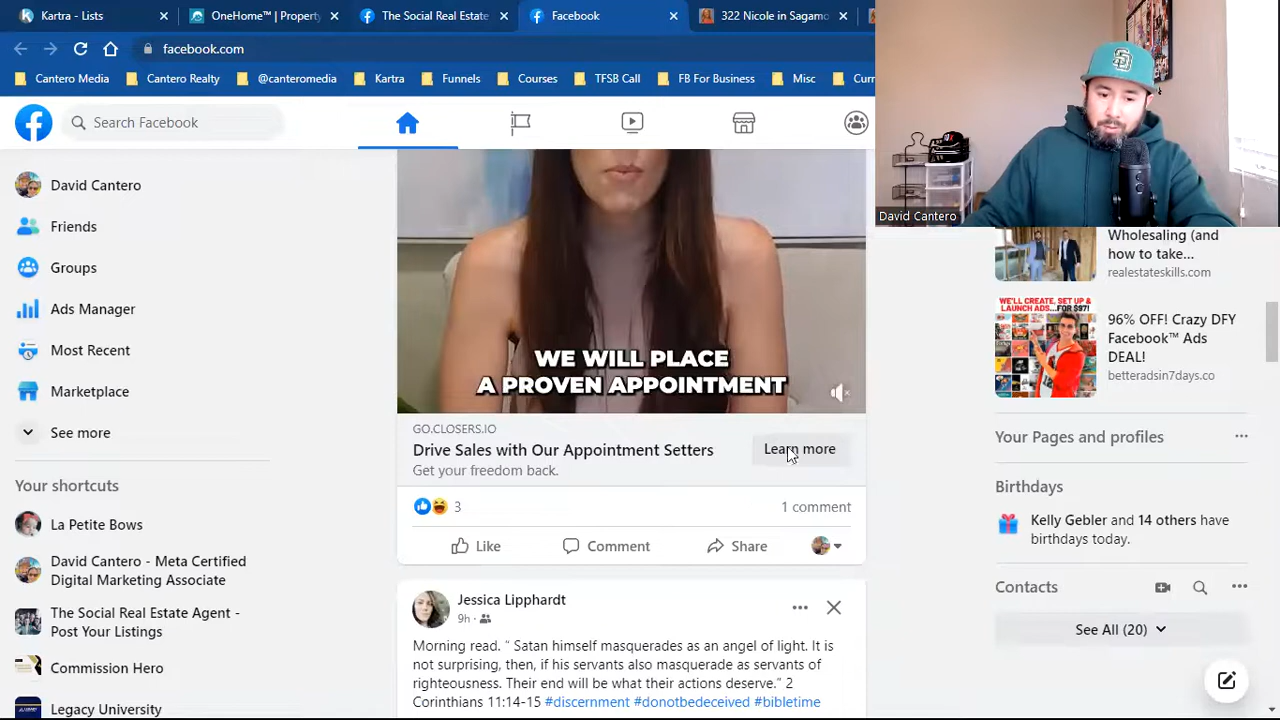 Kartra - Lists
OneHome™ | Property
The Social Real Estate
Facebook
322 Nicole in Sagamo
facebook.com
Cantero Media
Cantero Realty
@canteromedia
Kartra
Funnels
Courses
TFSB Call
FB For Business
Misc
Curr
Search Facebook
David Cantero
David Cantero
Friends
Groups
Ads Manager
Most Recent
Marketplace
See more
Your shortcuts
La Petite Bows
David Cantero - Meta Certified
Digital Marketing Associate
The Social Real Estate Agent -
Post Your Listings
Commission Hero
Legacy University
WE WILL PLACE
A PROVEN APPOINTMENT
GO.CLOSERS.IO
Drive Sales with Our Appointment Setters
Get your freedom back.
Learn more
3
1 comment
Like
Comment
Share
Jessica Lipphardt
9h
Morning read. “ Satan himself masquerades as an angel of light. It is
not surprising, then, if his servants also masquerade as servants of
righteousness. Their end will be what their actions deserve.” 2
Corinthians 11:14-15 #discernment #donotbedeceived #bibletime
Wholesaling (and
how to take...
realestateskills.com
WE'LL CREATE, SET UP &
LAUNCH ADS...FOR $97!
96% OFF! Crazy DFY
Facebook™ Ads
DEAL!
betteradsin7days.co
Your Pages and profiles
Birthdays
Kelly Gebler and 14 others have
birthdays today.
Contacts
See All (20)